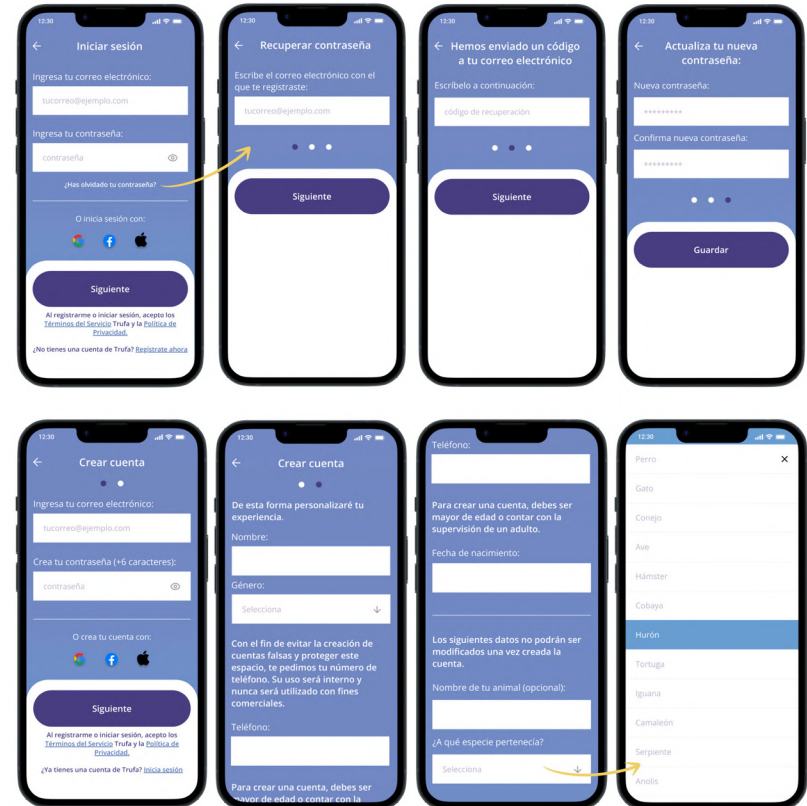 12:30
Iniciar sesión
Ingresa tu correo electrónico:
tucorreo@ejemplo.com
Ingresa tu contraseña:
contraseña
¿Has olvidado tu contraseña?
O inicia sesión con:
Siguiente
Al registrarme o iniciar sesión, acepto los
Términos del Servicio Trufa y la Política de
Privacidad.
¿No tienes una cuenta de Trufa? Regístrate ahora
12:30
Recuperar contraseña
Escribe el correo electrónico con el
que te registraste:
tucorreo@ejemplo.com
Siguiente
12:30
Hemos enviado un código
a tu correo electrónico
Escríbelo a continuación:
código de recuperación
Siguiente
12:30
Actualiza tu nueva
contraseña:
Nueva contraseña:
*********
Confirma nueva contraseña:
*********
Guardar
12:30
Crear cuenta
Ingresa tu correo electrónico:
tucorreo@ejemplo.com
Crea tu contraseña (+6 caracteres):
contraseña
O crea tu cuenta con:
Siguiente
Al registrarme o iniciar sesión, acepto los
Términos del Servicio Trufa y la Política de
Privacidad.
¿Ya tienes una cuenta de Trufa? Inicia sesión
12:30
Crear cuenta
De esta forma personalizaré tu
experiencia.
Nombre:
Género:
Selecciona
Con el fin de evitar la creación de
cuentas falsas y proteger este
espacio, te pedimos tu número de
teléfono. Su uso será interno y
nunca será utilizado con fines
comerciales.
Teléfono:
Para crear una cuenta, debes ser
mayor de edad o contar con la
Teléfono:
Para crear una cuenta, debes ser
mayor de edad o contar con la
supervisión de un adulto.
Fecha de nacimiento:
Los siguientes datos no podrán ser
modificados una vez creada la
cuenta.
Nombre de tu animal (opcional):
¿A qué especie pertenecía?
Selecciona
12:30
Perro
Gato
Conejo
Ave
Hámster
Cobaya
Hurón
Tortuga
Iguana
Camaleón
Serpiente
Anolis